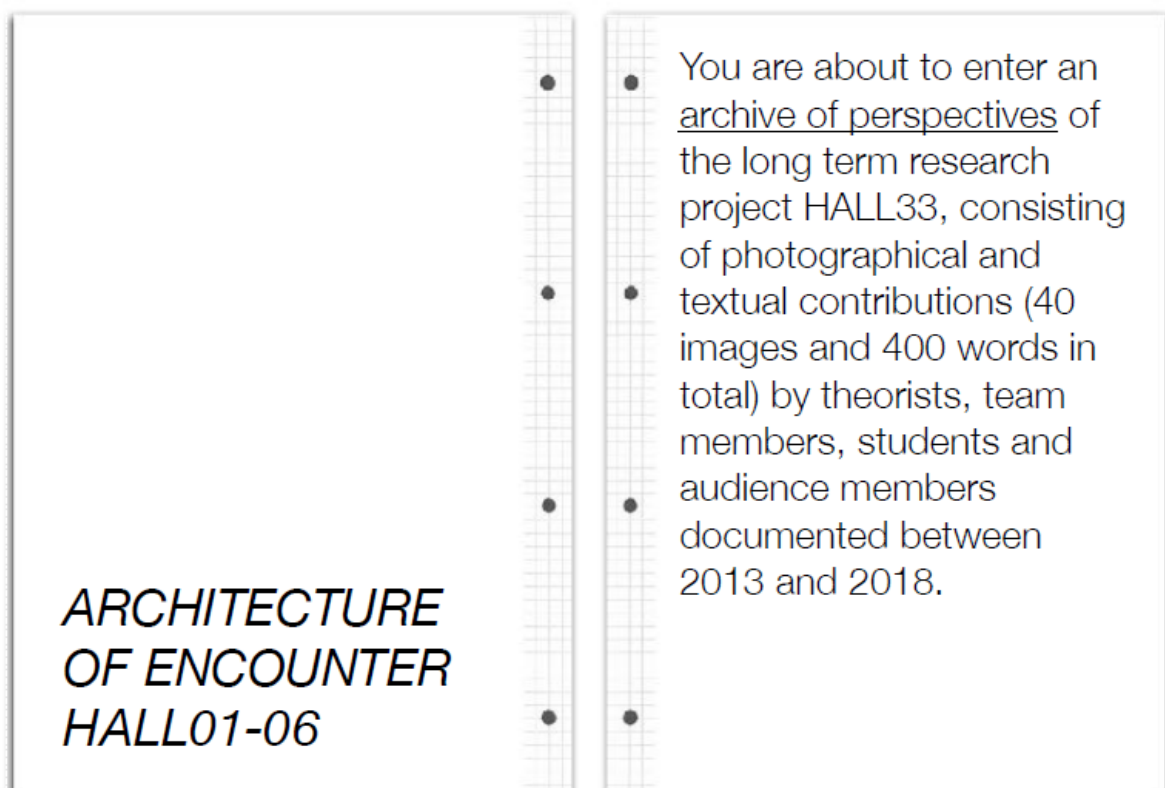 ARCHITECTURE
OF ENCOUNTER
HALL01-06
You are about to enter an
archive of perspectives of
the long term research
project HALL33, consisting
of photographical and
textual contributions (40
images and 400 words in
total) by theorists, team
members, students and
audience members
documented between
2013 and 2018.